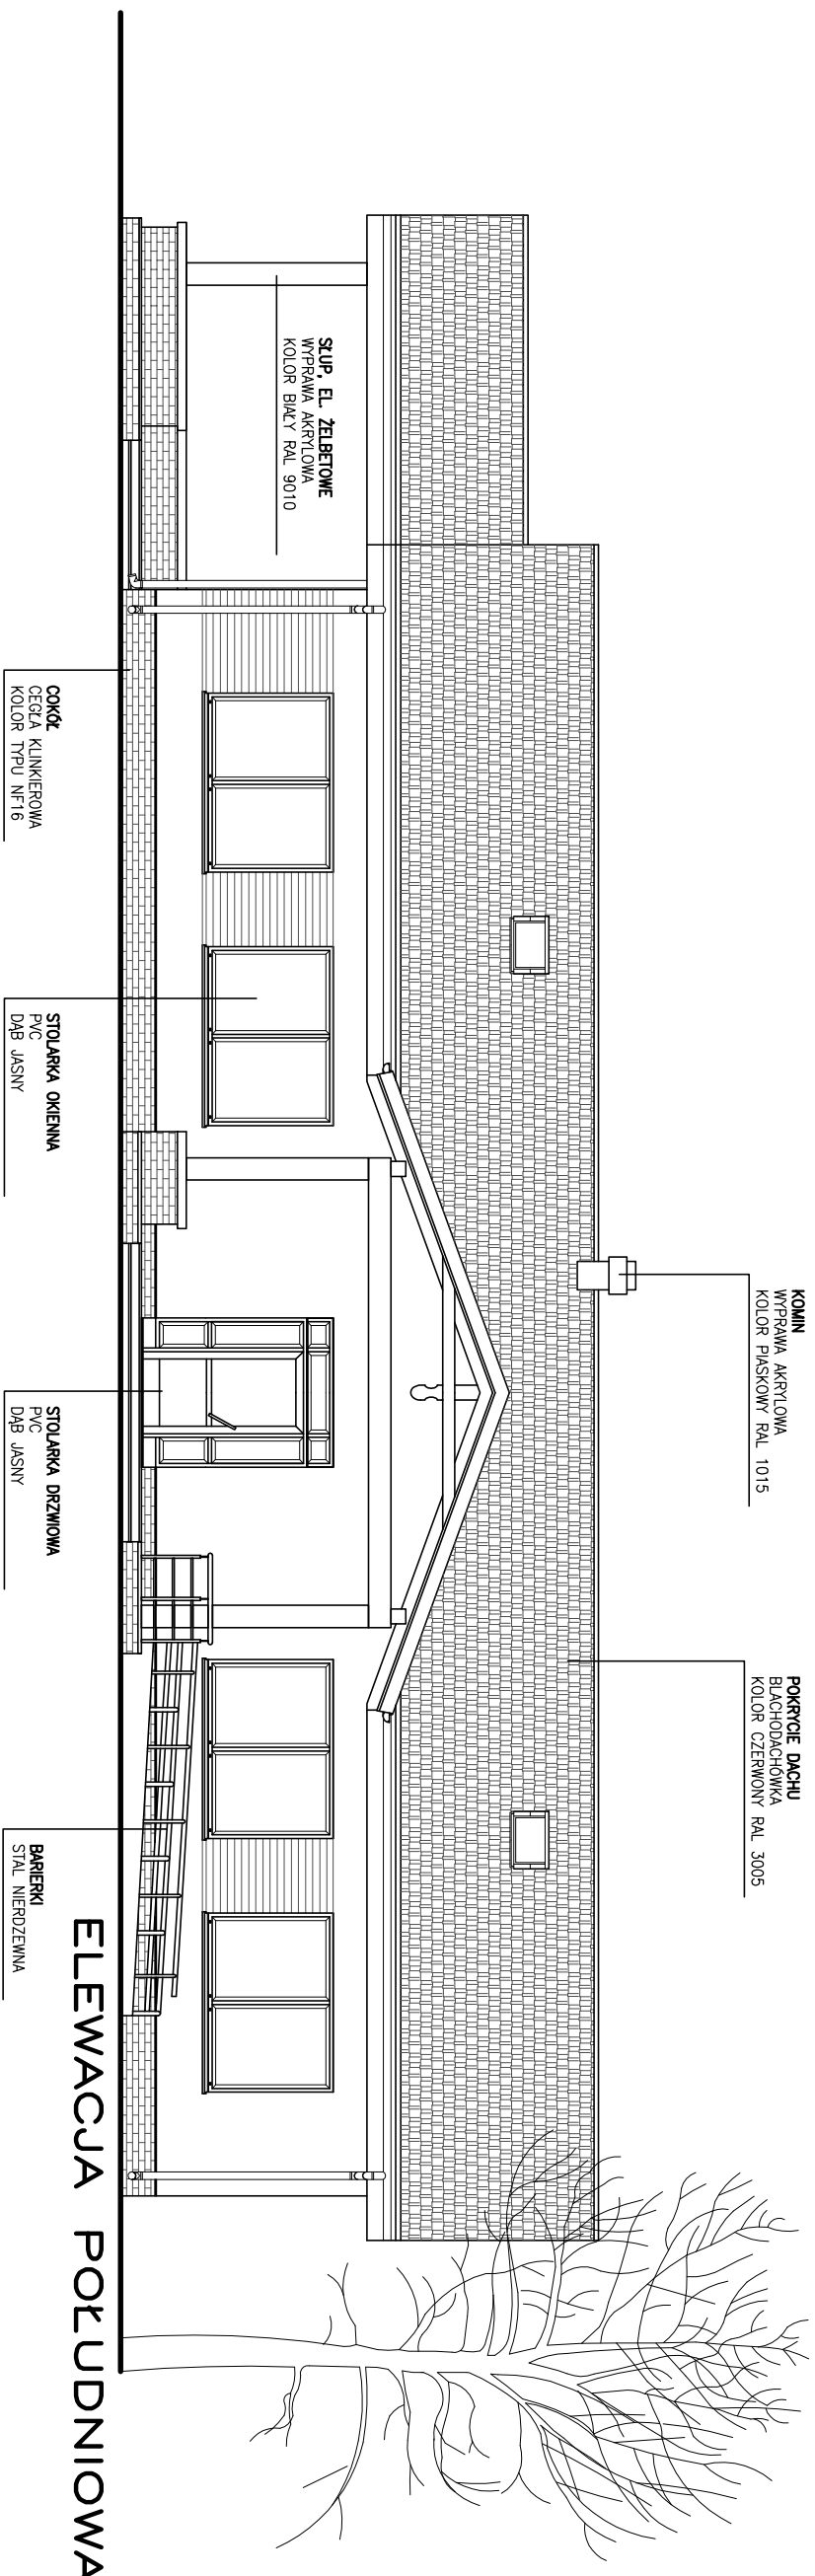 KOMIN
WYPRAWA AKRYLOWA
KOLOR PIASKOWY RAL 1015
POKRYCIE DACHU
BLACHODACHÓWKA
KOLOR CZERWONY RAL 3005
SŁUP, EL. ŻELBETOWE
WYPRAWA AKRYLOWA
KOLOR BIAŁY RAL 9010
COKÓŁ
CEGŁA KLINKIEROWA
KOLOR TYPU NF16
STOLARKA OKIENNA
PVC
DĄB JASNY
STOLARKA DRZWIOWA
PVC
DĄB JASNY
BARIERKI
STAL NIERDZEWNA
ELEWACJA POŁUDNIOWA